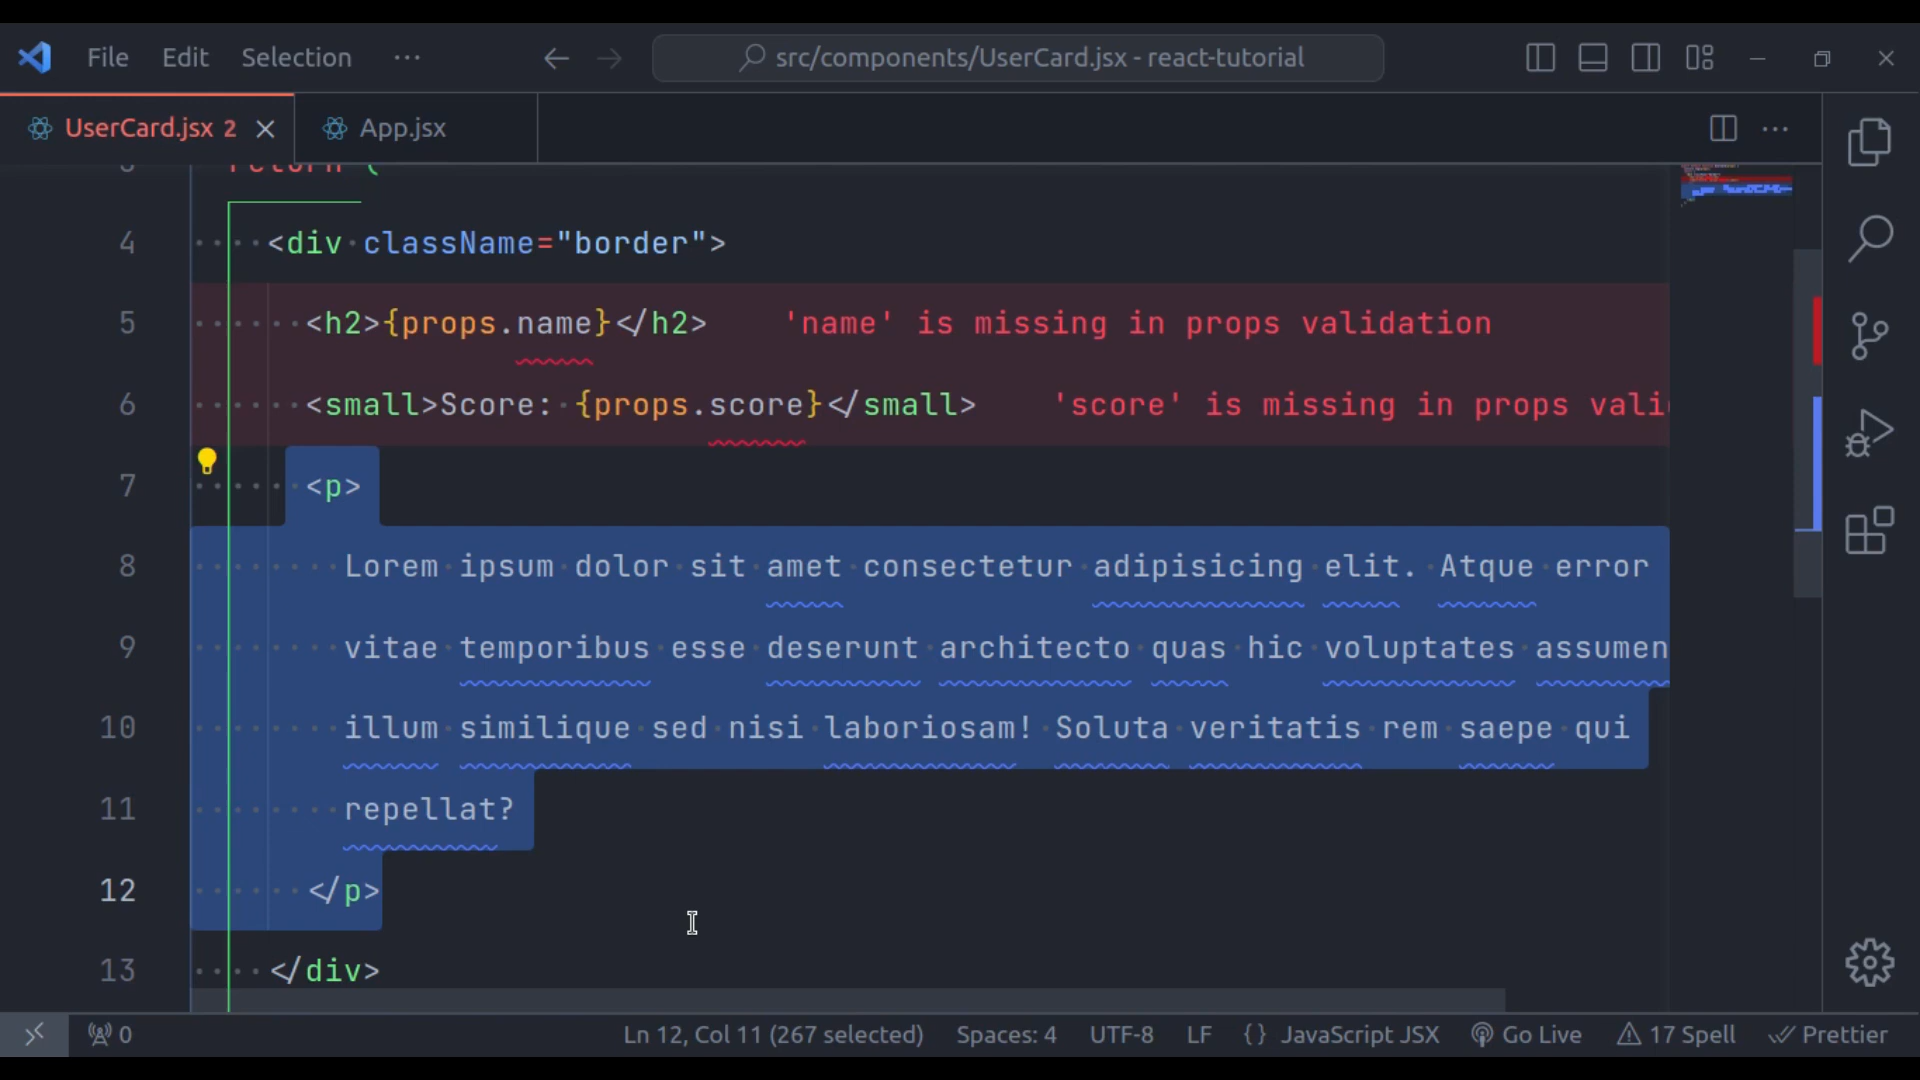 File Edit Selection ··· src/components/UserCard.jsx - react-tutorial
UserCard.jsx 2 App.jsx
3 return (
4 <div className="border">
5 <h2>{props.name}</h2> 'name' is missing in props validation
6 <small>Score: {props.score}</small> 'score' is missing in props vali
7 <p>
8 Lorem ipsum dolor sit amet consectetur adipisicing elit. Atque error
9 vitae temporibus esse deserunt architecto quas hic voluptates assumen
10 illum similique sed nisi laboriosam! Soluta veritatis rem saepe qui
11 repellat?
12 </p>
13 </div>
0 Ln 12, Col 11 (267 selected) Spaces: 4 UTF-8 LF {} JavaScript JSX Go Live 17 Spell Prettier